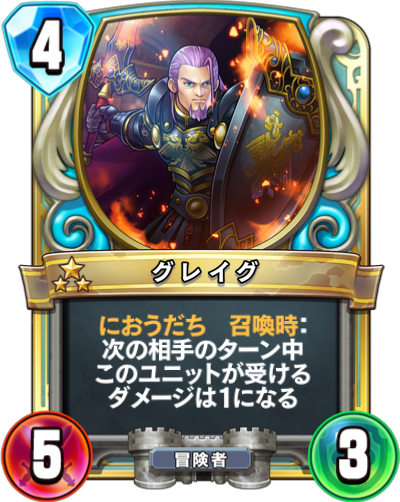 4
グレイグ
におうだち　召喚時:
次の相手のターン中
このユニットが受ける
ダメージは1になる
5
冒険者
3